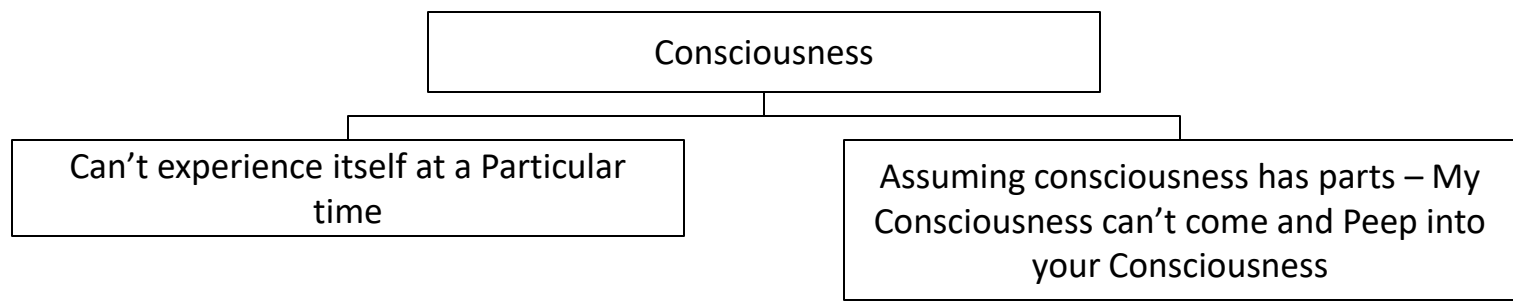 Consciousness
Can’t experience itself at a Particular
time
Assuming consciousness has parts – My
Consciousness can’t come and Peep into
your Consciousness